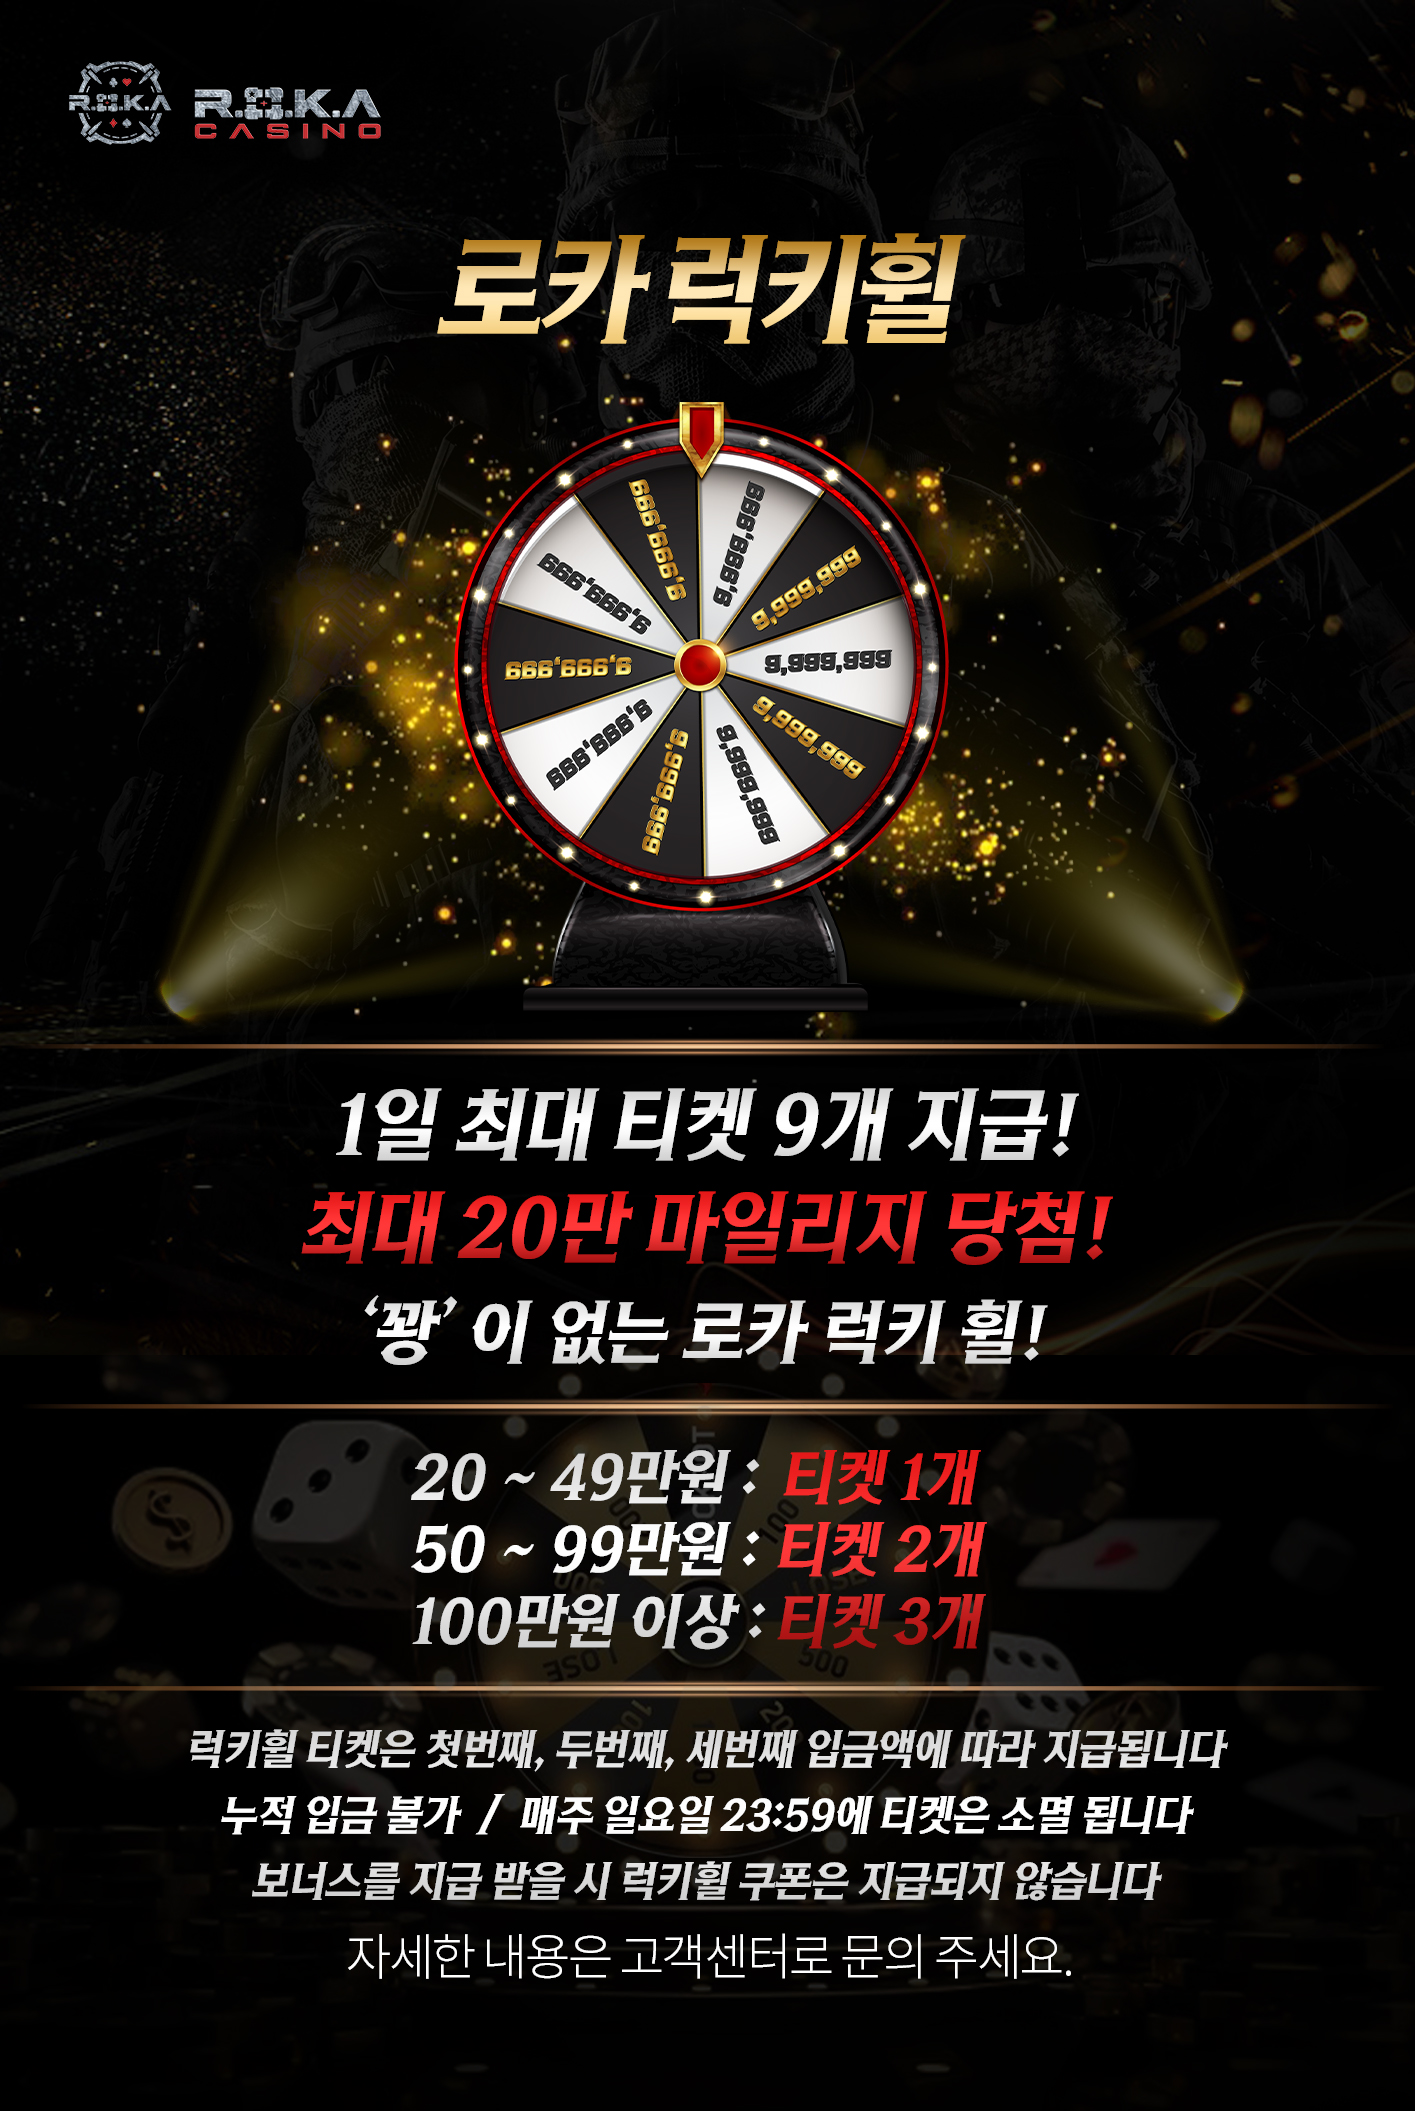 R.O.K.A
R.O.K.A
CASINO
로카 럭키휠
9,999,999
9,999,999
9,999,999
9,999,999
9,999,999
9,999,999
9,999,999
9,999,999
9,999,999
9,999,999
1일 최대 티켓 9개 지급!
최대 20만 마일리지 당첨!
‘꽝’ 이 없는 로카 럭키 휠!
20 ~ 49만원 : 티켓 1개
50 ~ 99만원 : 티켓 2개
100만원 이상 : 티켓 3개
LOSE
LOSE
500
100
럭키휠 티켓은 첫번째, 두번째, 세번째 입금액에 따라 지급됩니다
누적 입금 불가 / 매주 일요일 23:59에 티켓은 소멸 됩니다
보너스를 지급 받을 시 럭키휠 쿠폰은 지급되지 않습니다
자세한 내용은 고객센터로 문의 주세요.